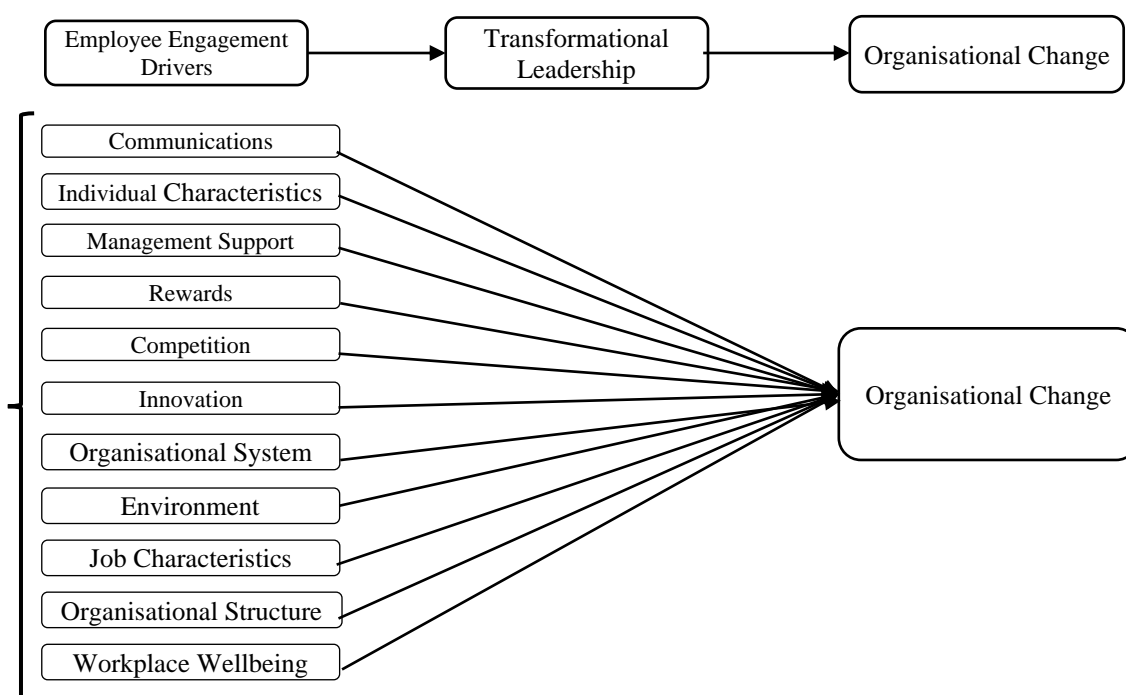 Employee Engagement
Drivers
Transformational
Leadership
Organisational Change
Communications
Individual Characteristics
Management Support
Rewards
Competition
Innovation
Organisational System
Environment
Job Characteristics
Organisational Structure
Workplace Wellbeing
Organisational Change